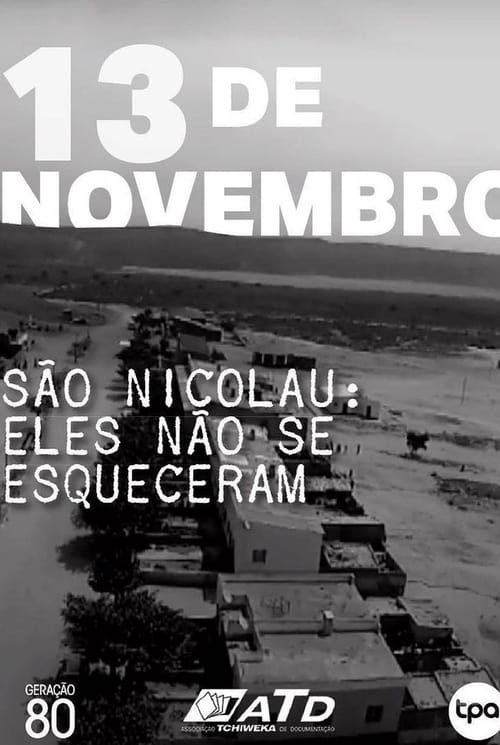 13 DE
NOVEMBRO
SÃO NICOLAU:
ELES NÃO SE
ESQUECERAM
GERAÇÃO
80
ATD
ASSOCIAÇÃO TCHIWEKA DE DOCUMENTAÇÃO
tpa